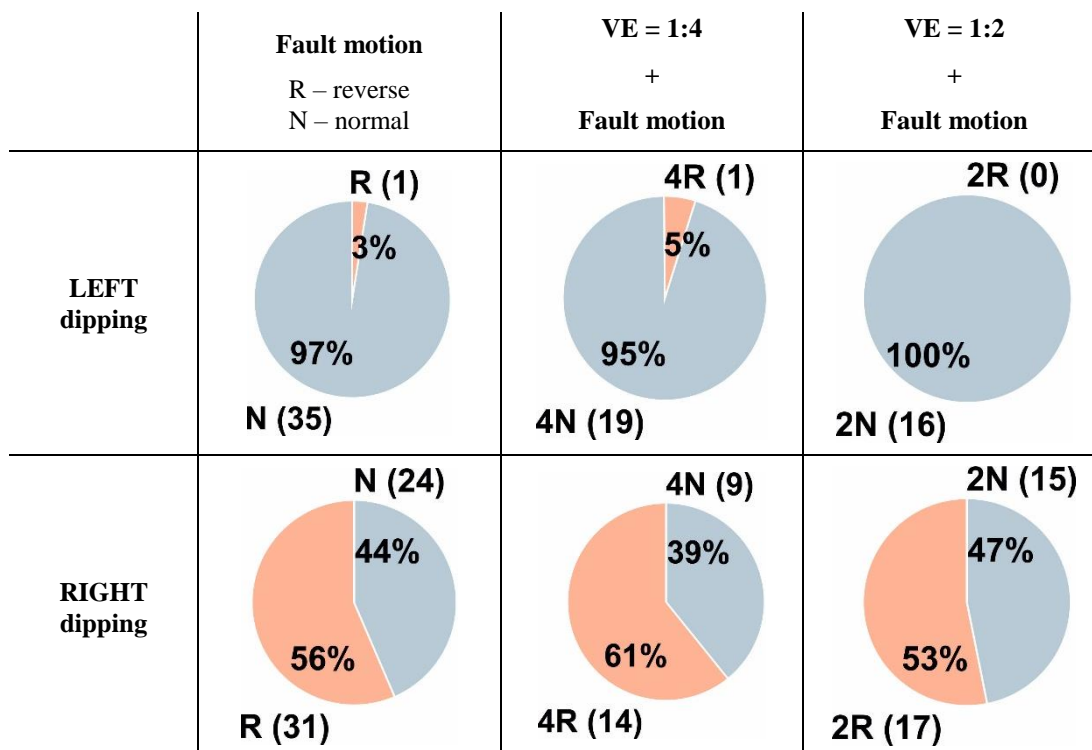 Fault motion
R – reverse
N – normal
VE = 1:4
+
Fault motion
VE = 1:2
+
Fault motion
LEFT
dipping
R (1)
3%
97%
N (35)
4R (1)
5%
95%
4N (19)
2R (0)
100%
2N (16)
RIGHT
dipping
N (24)
44%
56%
R (31)
4N (9)
39%
61%
4R (14)
2N (15)
47%
53%
2R (17)